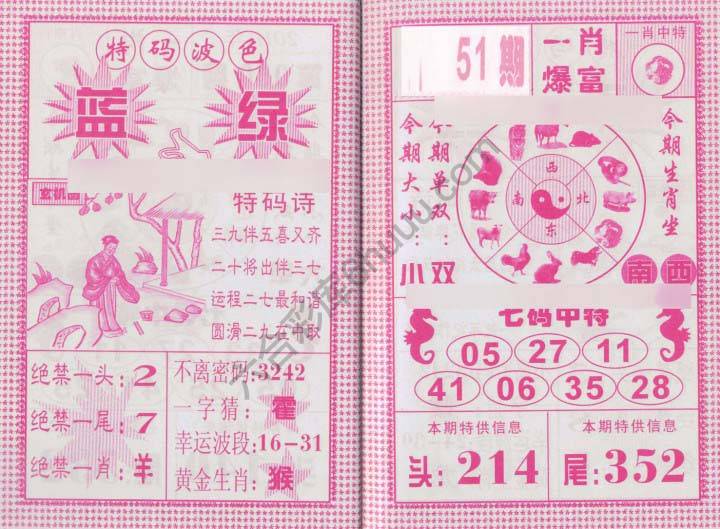 特码波色
蓝 绿
玄机图
特码诗
三九伴五喜又齐
二十将出伴三七
运程二七最和谐
圆滑二九在中取
绝禁一头:2
绝禁一尾:7
绝禁一肖:羊
不离密码:3242
一字猜:霍
幸运波段:16-31
黄金生肖:猴
51期
一肖
爆富
一肖中特
今期大小:小
今期单双:双
西
南 北
东
今期生肖坐
南西
七码中特
05 27 11
41 06 35 28
本期特供信息
头:214
本期特供信息
尾:352